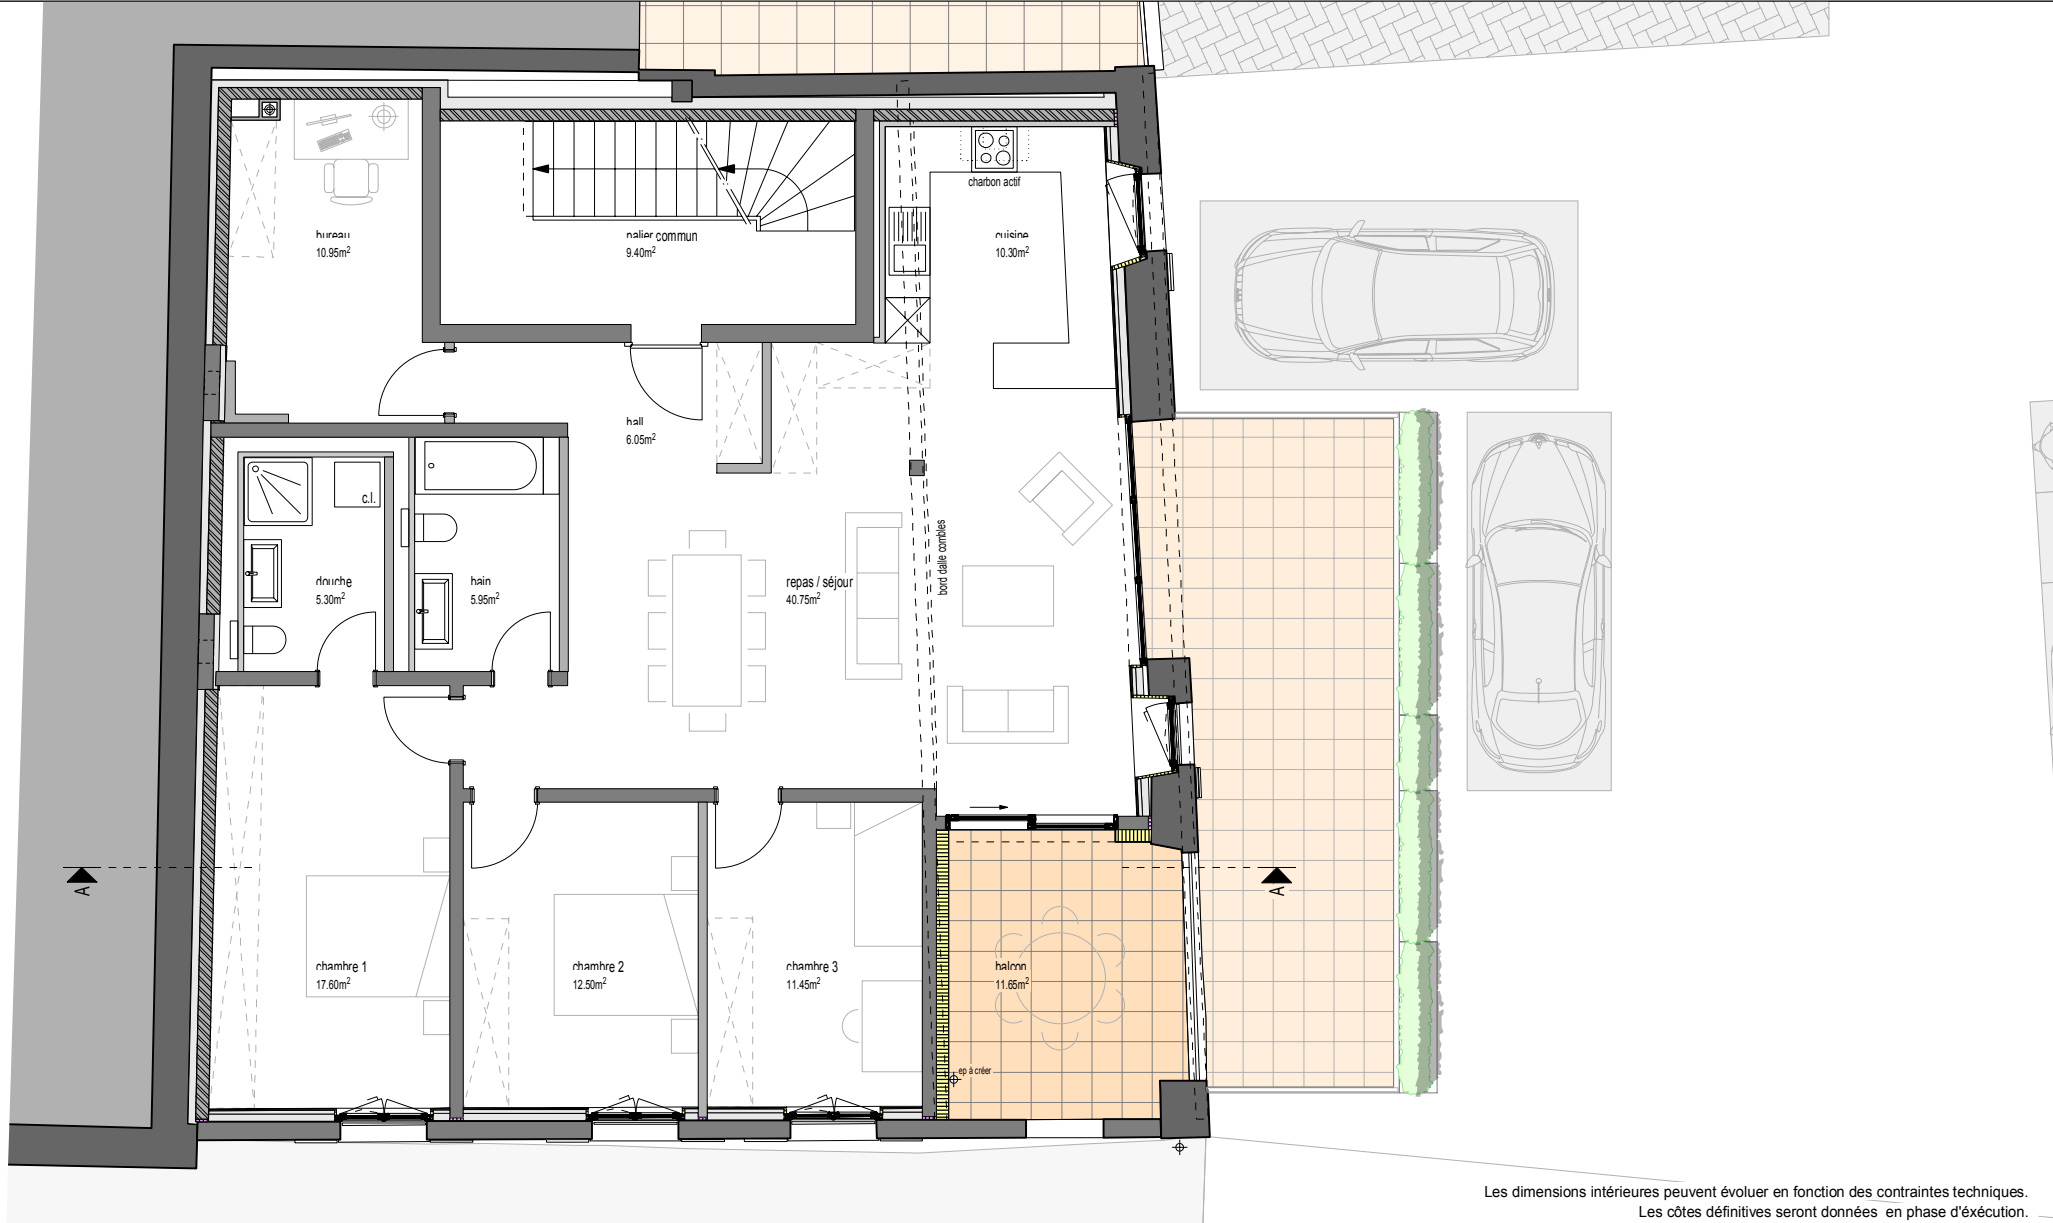 charbon actif
bureau
10.95m²
palier commun
9.40m²
cuisine
10.30m²
hall
6.05m²
c.l.
douche
5.30m²
bain
5.95m²
repas / séjour
40.75m²
bord dalle combles
A
A
chambre 1
17.60m²
chambre 2
12.50m²
chambre 3
11.45m²
balcon
11.65m²
ep à créer
Les dimensions intérieures peuvent évoluer en fonction des contraintes techniques.
Les côtes définitives seront données en phase d'éxécution.